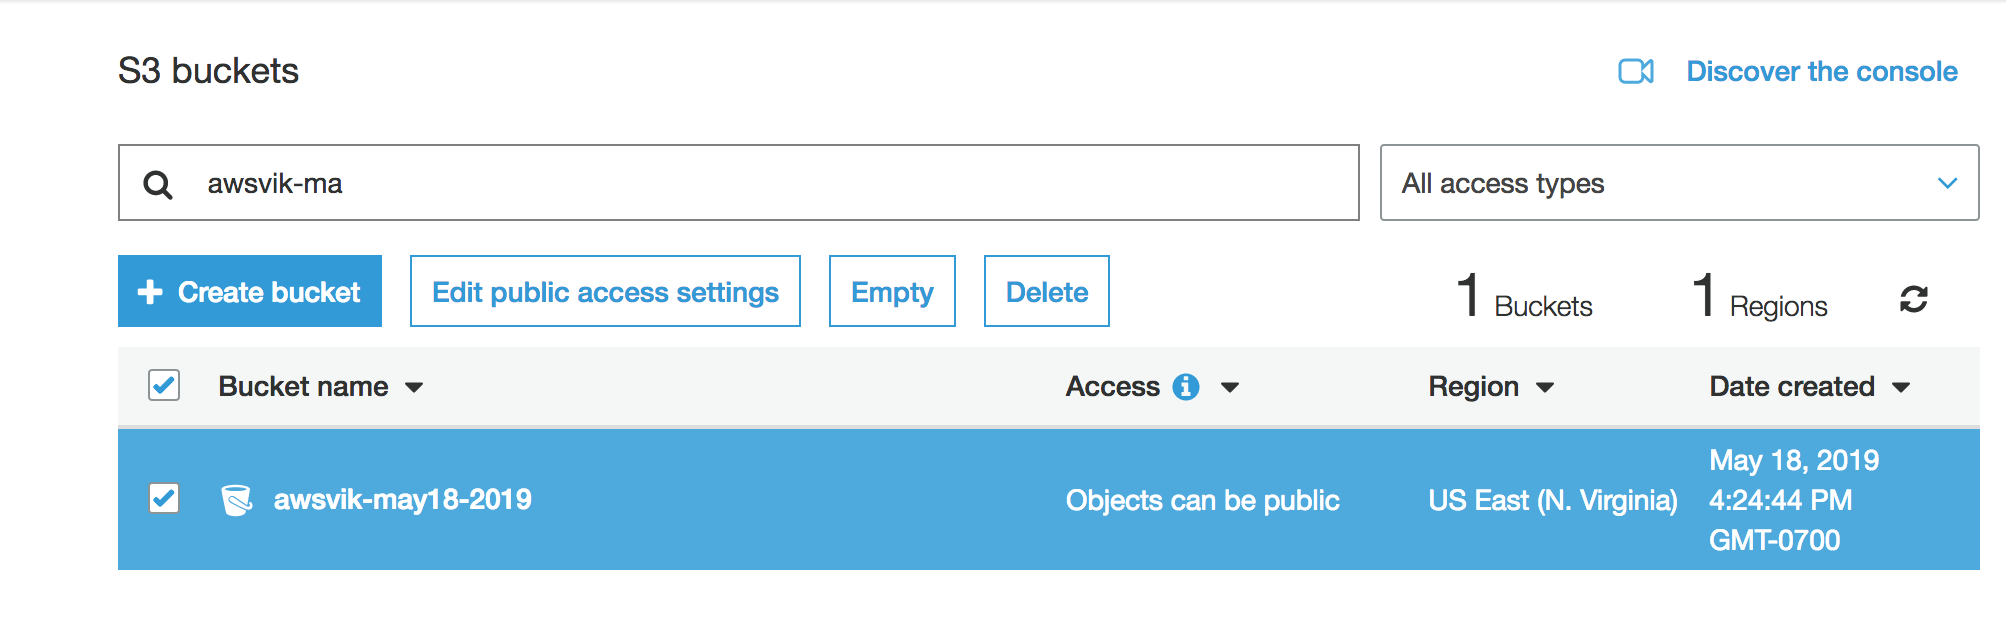 S3 buckets
Discover the console
awsvik-ma
All access types
Create bucket
Edit public access settings
Empty
Delete
1 Buckets
1 Regions
Bucket name
Access
Region
Date created
awsvik-may18-2019
Objects can be public
US East (N. Virginia)
May 18, 2019
4:24:44 PM
GMT-0700